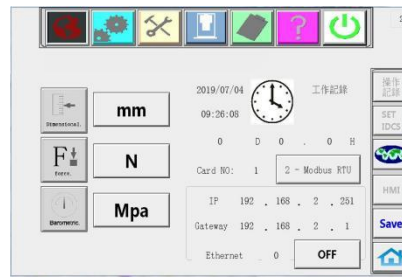 ?
2019/07/04
工作記錄
09:26:08
操作
記錄
SET
IDCS
Dimensional.
mm
0 D 0 . 0 H
F
force.
N
Card NO: 1
2 - Modbus RTU
HMI
Barometric.
Mpa
IP 192 . 168 . 2 . 251
Gateway 192 . 168 . 2 . 1
Save
Ethernet . 0
OFF